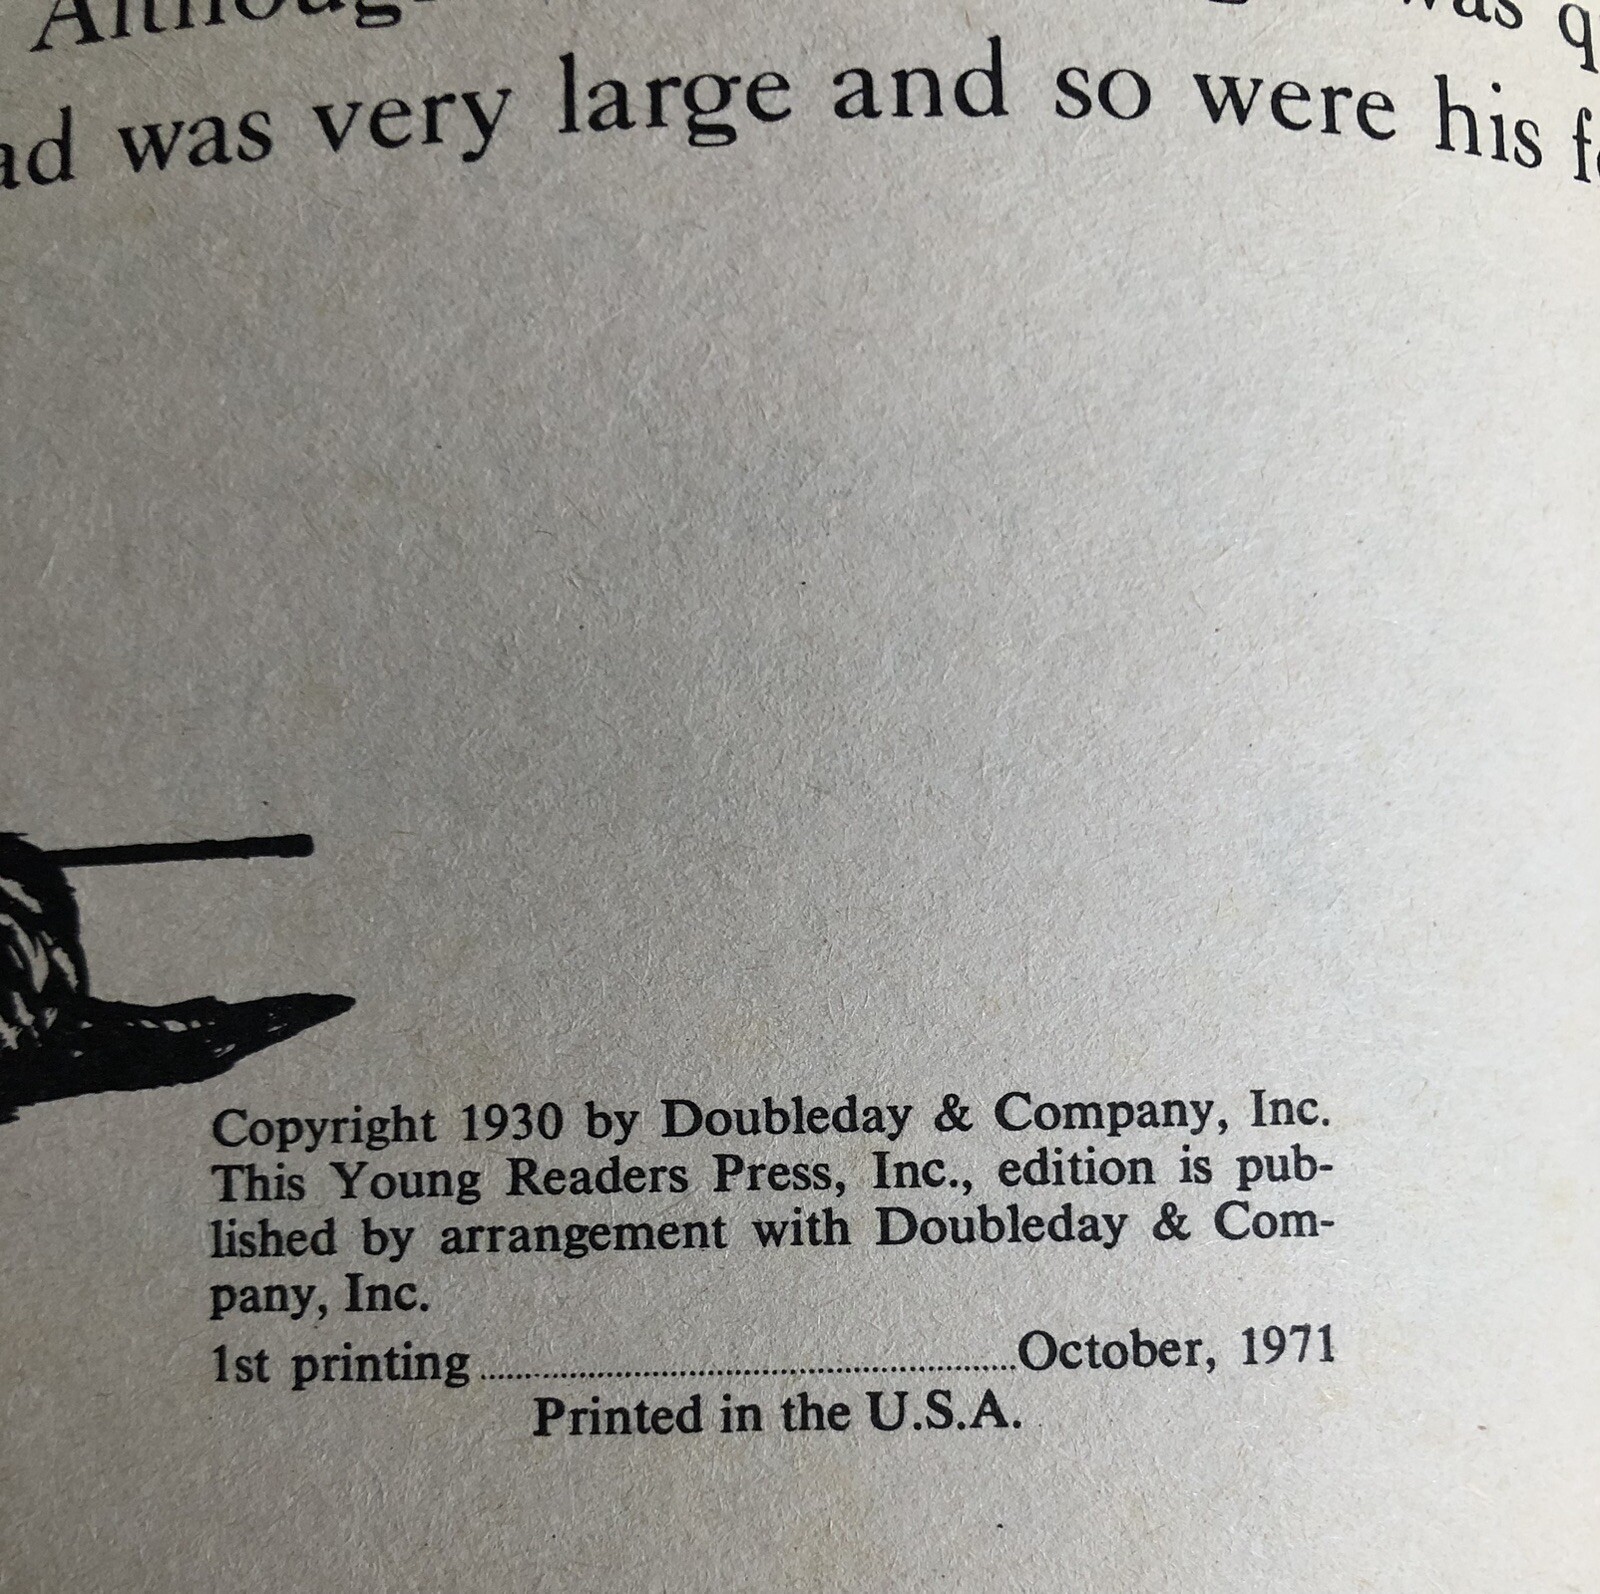 was
was very large and so were his
Copyright 1930 by Doubleday & Company, Inc.
This Young Readers Press, Inc., edition is pub-
lished by arrangement with Doubleday & Com-
pany, Inc.
1st printing..............................October, 1971
Printed in the U.S.A.